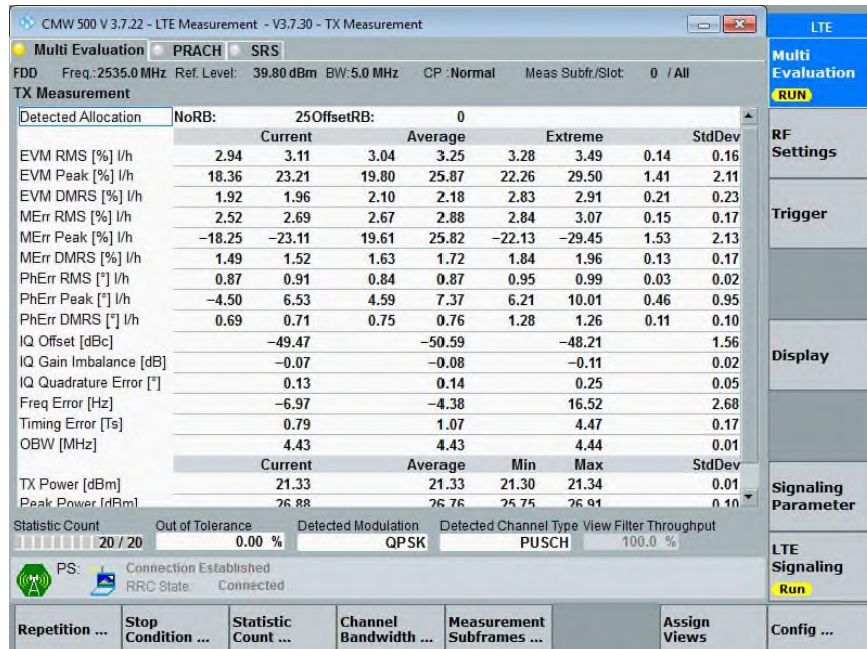 CMW 500 V 3.7.22 - LTE Measurement - V3.7.30 - TX Measurement
LTE
Multi Evaluation PRACH SRS
Multi Evaluation
RUN
FDD Freq.:2535.0 MHz Ref. Level: 39.80 dBm BW:5.0 MHz CP :Normal Meas Subfr./Slot: 0 / All
TX Measurement
Detected Allocation NoRB: 25 OffsetRB: 0
Current Average Extreme StdDev
EVM RMS [%] l/h 2.94 3.11 3.04 3.25 3.28 3.49 0.14 0.16
EVM Peak [%] l/h 18.36 23.21 19.80 25.87 22.26 29.50 1.41 2.11
EVM DMRS [%] l/h 1.92 1.96 2.10 2.18 2.83 2.91 0.21 0.23
MErr RMS [%] l/h 2.52 2.69 2.67 2.88 2.84 3.07 0.15 0.17
MErr Peak [%] l/h −18.25 −23.11 19.61 25.82 −22.13 −29.45 1.53 2.13
MErr DMRS [%] l/h 1.49 1.52 1.63 1.72 1.84 1.96 0.13 0.17
PhErr RMS [°] l/h 0.87 0.91 0.84 0.87 0.95 0.99 0.03 0.02
PhErr Peak [°] l/h −4.50 6.53 4.59 7.37 6.21 10.01 0.46 0.95
PhErr DMRS [°] l/h 0.69 0.71 0.75 0.76 1.28 1.26 0.11 0.10
IQ Offset [dBc] −49.47 −50.59 −48.21 1.56
IQ Gain Imbalance [dB] −0.07 −0.08 −0.11 0.02
IQ Quadrature Error [°] 0.13 0.14 0.25 0.05
Freq Error [Hz] −6.97 −4.38 16.52 2.68
Timing Error [Ts] 0.79 1.07 4.47 0.17
OBW [MHz] 4.43 4.43 4.44 0.01
Current Average Min Max StdDev
TX Power [dBm] 21.33 21.33 21.30 21.34 0.01
Peak Power [dBm] 26.88 26.76 25.75 26.91 0.10
Statistic Count Out of Tolerance Detected Modulation Detected Channel Type View Filter Throughput
20 / 20 0.00 % QPSK PUSCH 100.0 %
PS: Connection Established
RRC State Connected
RF Settings
Trigger
Display
Signaling Parameter
LTE Signaling
Run
Repetition ... Stop Condition ... Statistic Count ... Channel Bandwidth ... Measurement Subframes ... Assign Views Config ...